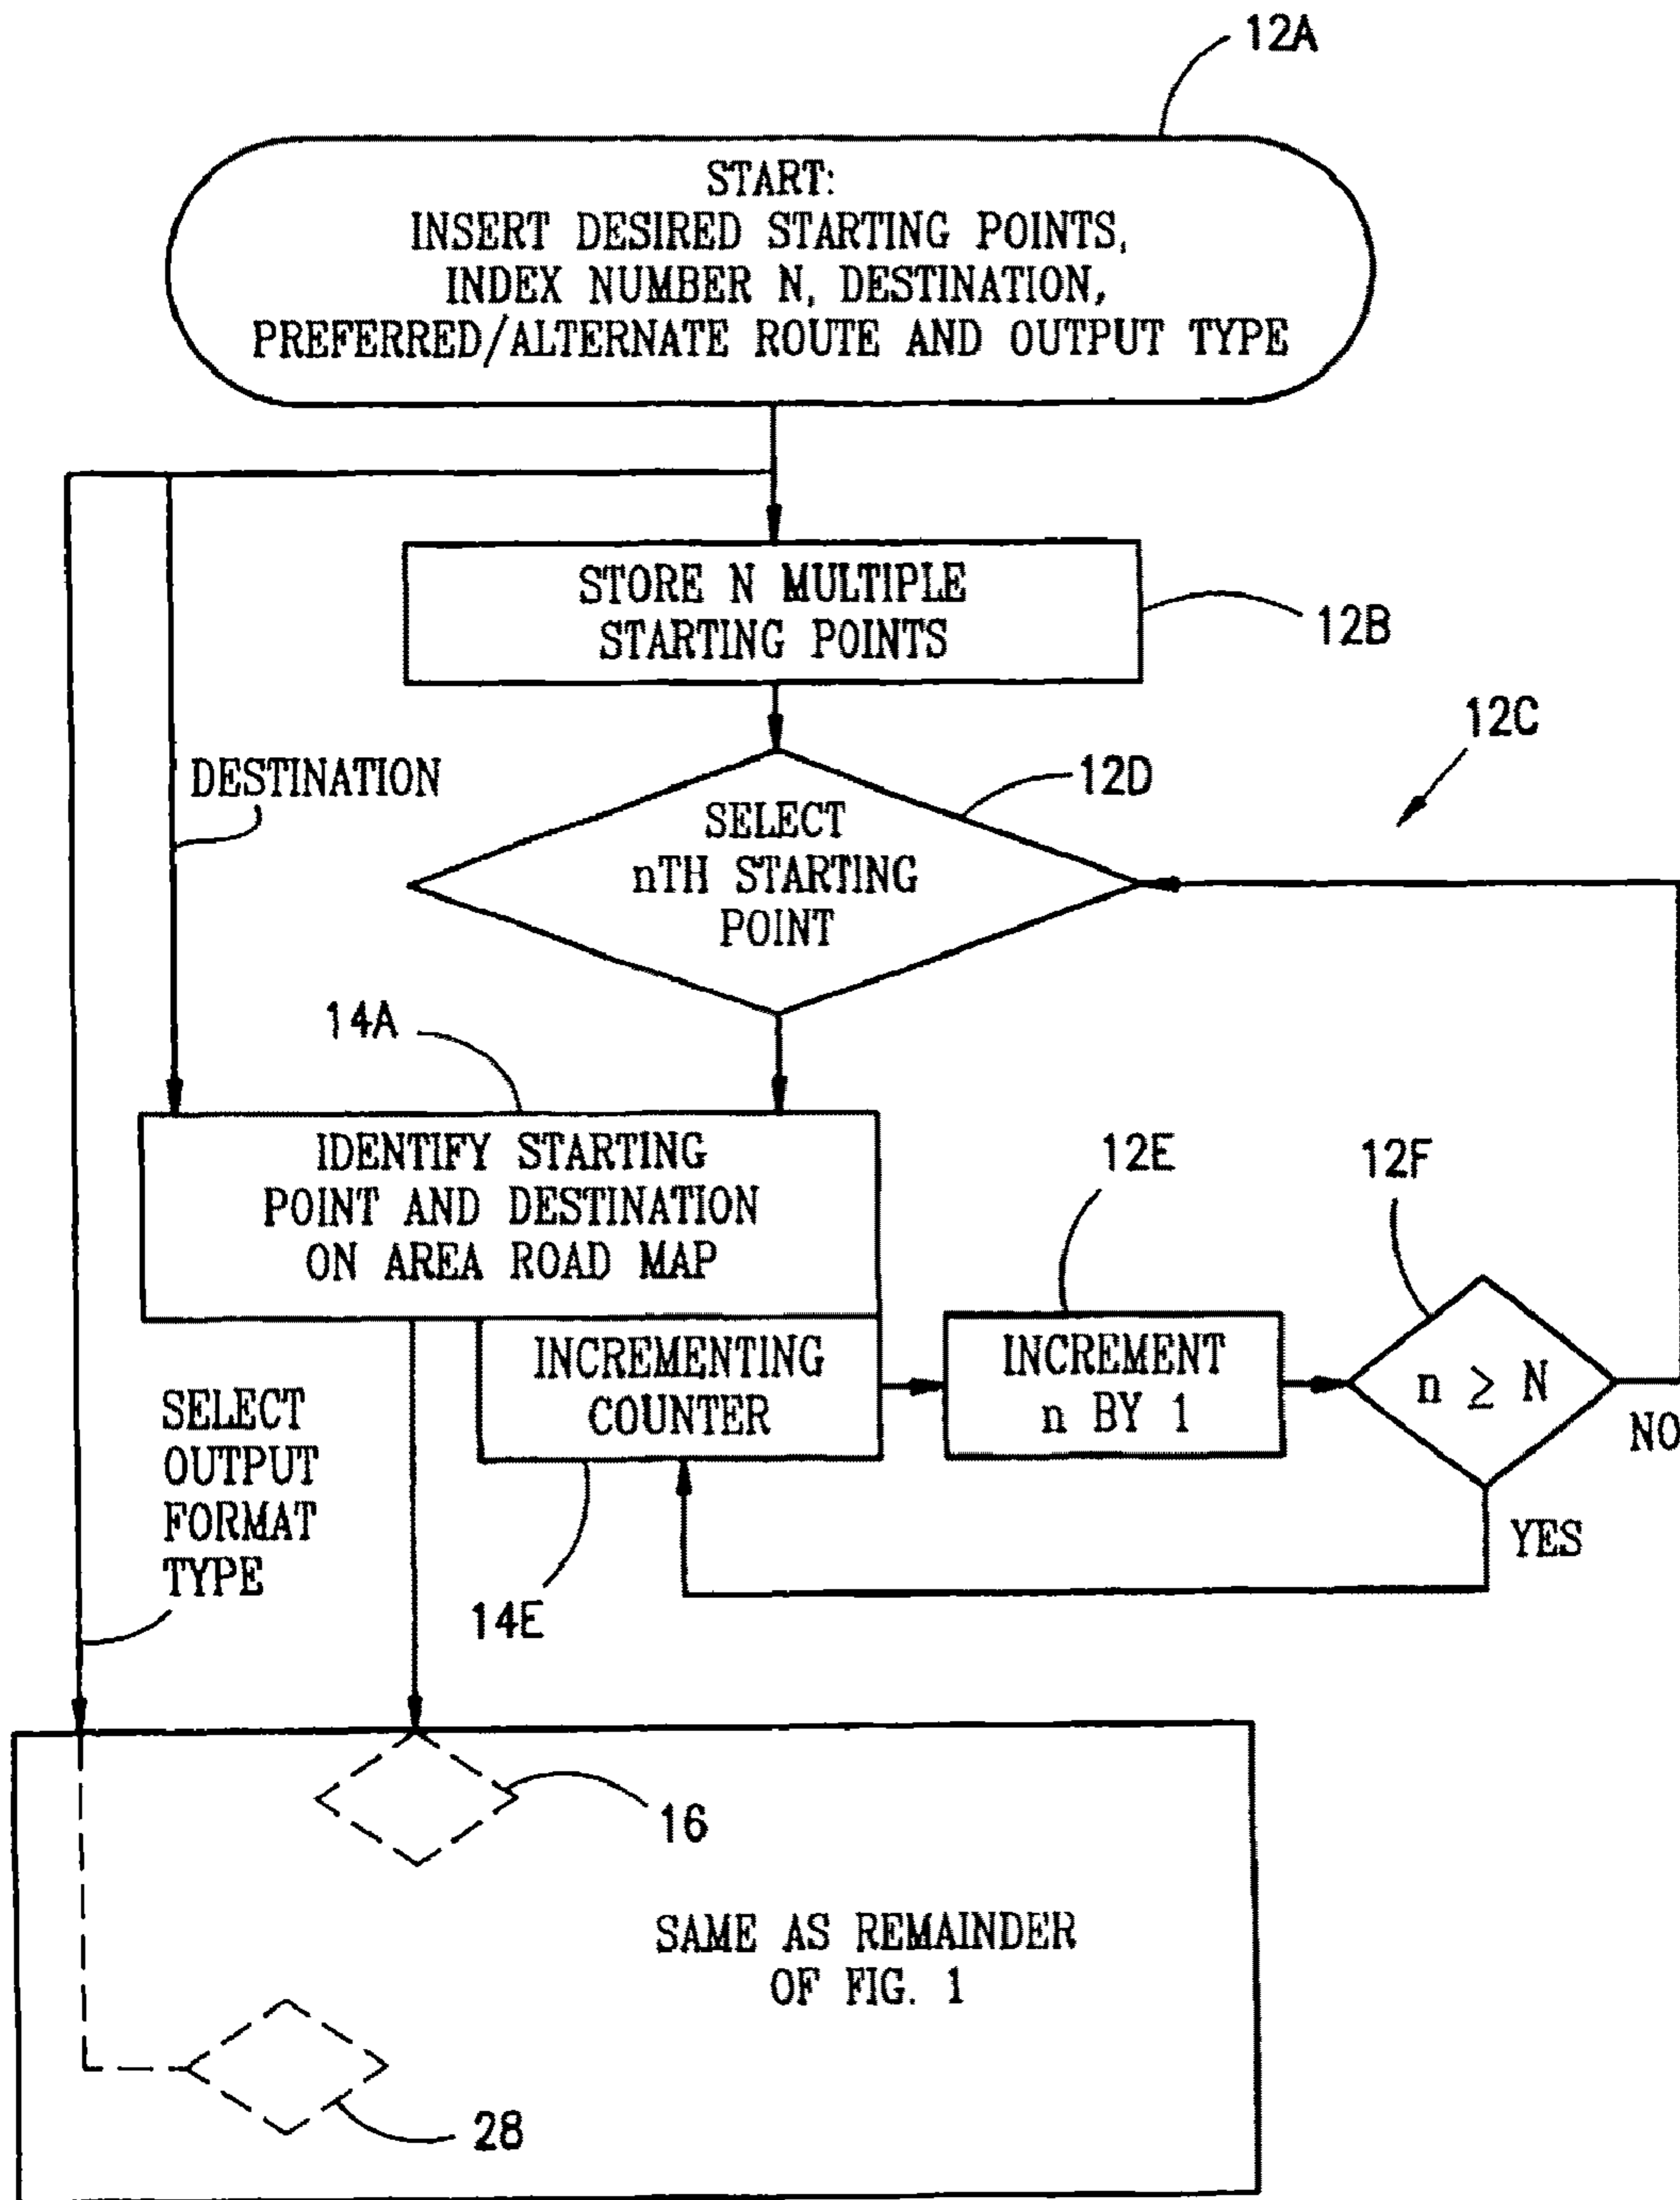 12A
START:
INSERT DESIRED STARTING POINTS,
INDEX NUMBER N, DESTINATION,
PREFERRED/ALTERNATE ROUTE AND OUTPUT TYPE
STORE N MULTIPLE
STARTING POINTS
12B
12C
DESTINATION
12D
SELECT
nTH STARTING
POINT
14A
IDENTIFY STARTING
POINT AND DESTINATION
ON AREA ROAD MAP
12E
12F
INCREMENTING
COUNTER
INCREMENT
n BY 1
n ≥ N
NO
YES
SELECT
OUTPUT
FORMAT
TYPE
14E
16
SAME AS REMAINDER
OF FIG. 1
28